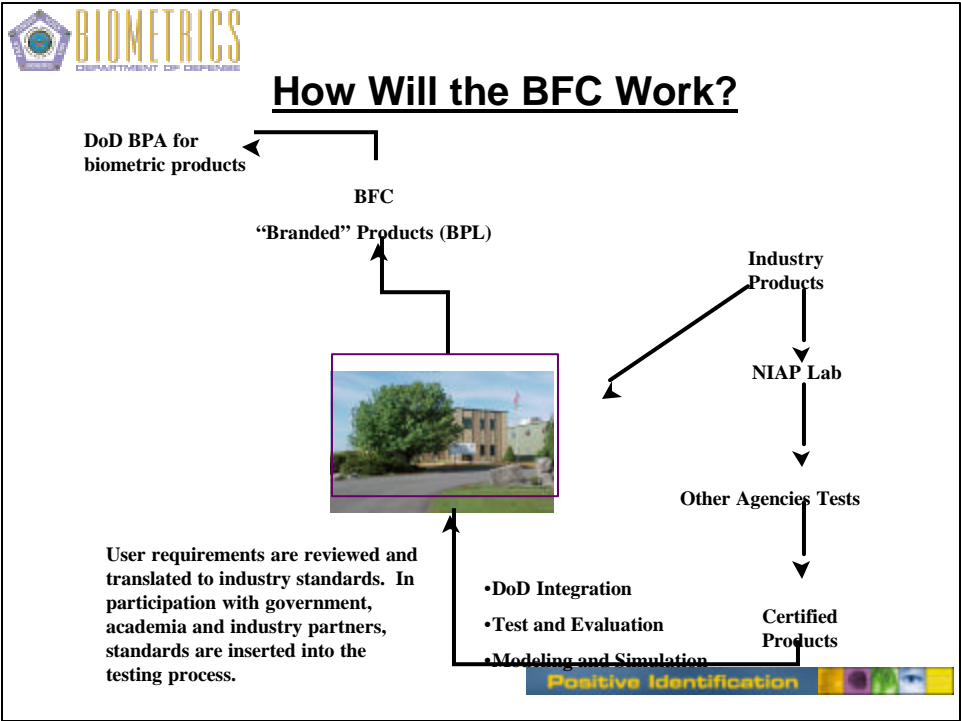 BIOMETRICS
DEPARTMENT OF DEFENSE
How Will the BFC Work?
DoD BPA for
biometric products
BFC
“Branded” Products (BPL)
Industry
Products
NIAP Lab
Other Agencies Tests
Certified
Products
•DoD Integration
•Test and Evaluation
•Modeling and Simulation
User requirements are reviewed and
translated to industry standards.  In
participation with government,
academia and industry partners,
standards are inserted into the
testing process.
Positive Identification